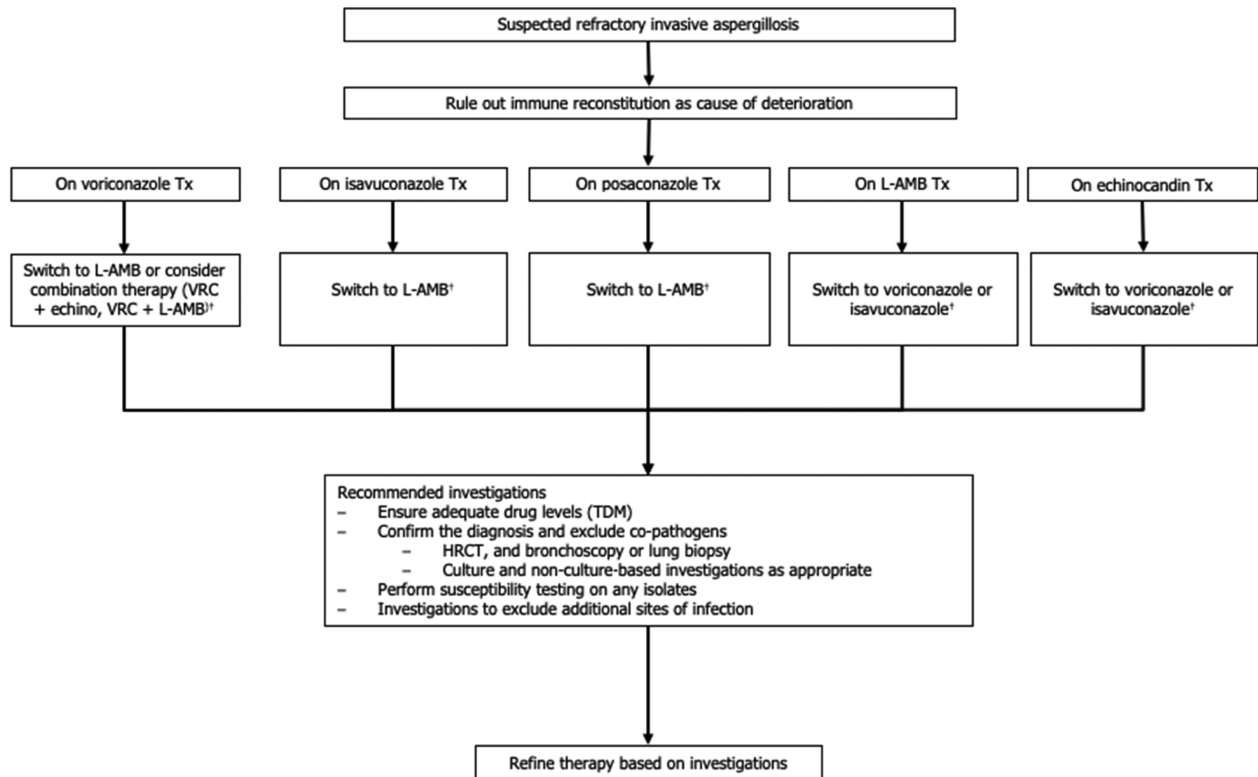 Suspected refractory invasive aspergillosis
Rule out immune reconstitution as cause of deterioration
On voriconazole Tx
On isavuconazole Tx
On posaconazole Tx
On L-AMB Tx
On echinocandin Tx
Switch to L-AMB or consider
combination therapy (VRC
+ echino, VRC + L-AMB)†
Switch to L-AMB†
Switch to L-AMB†
Switch to voriconazole or
isavuconazole†
Switch to voriconazole or
isavuconazole†
Recommended investigations
– Ensure adequate drug levels (TDM)
– Confirm the diagnosis and exclude co-pathogens
– HRCT, and bronchoscopy or lung biopsy
– Culture and non-culture-based investigations as appropriate
– Perform susceptibility testing on any isolates
– Investigations to exclude additional sites of infection
Refine therapy based on investigations